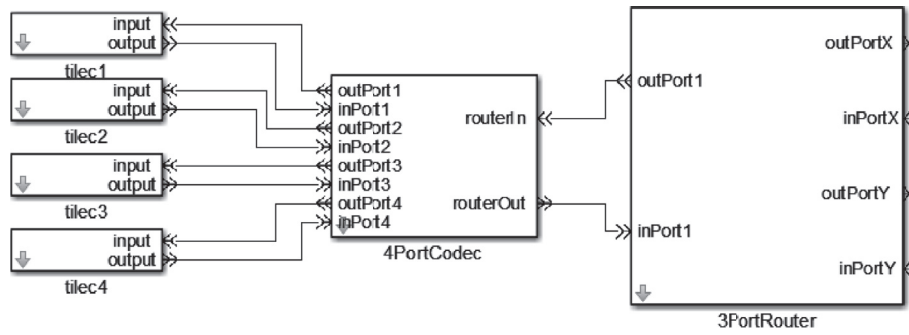 input
output
tilec1
input
output
tilec2
input
output
tilec3
input
output
tilec4
outPort1
inPort1
outPort2
inPort2
outPort3
inPort3
outPort4
inPort4
routerIn
routerOut
4PortCodec
outPort1
inPort1
outPortX
inPortX
outPortY
inPortY
3PortRouter